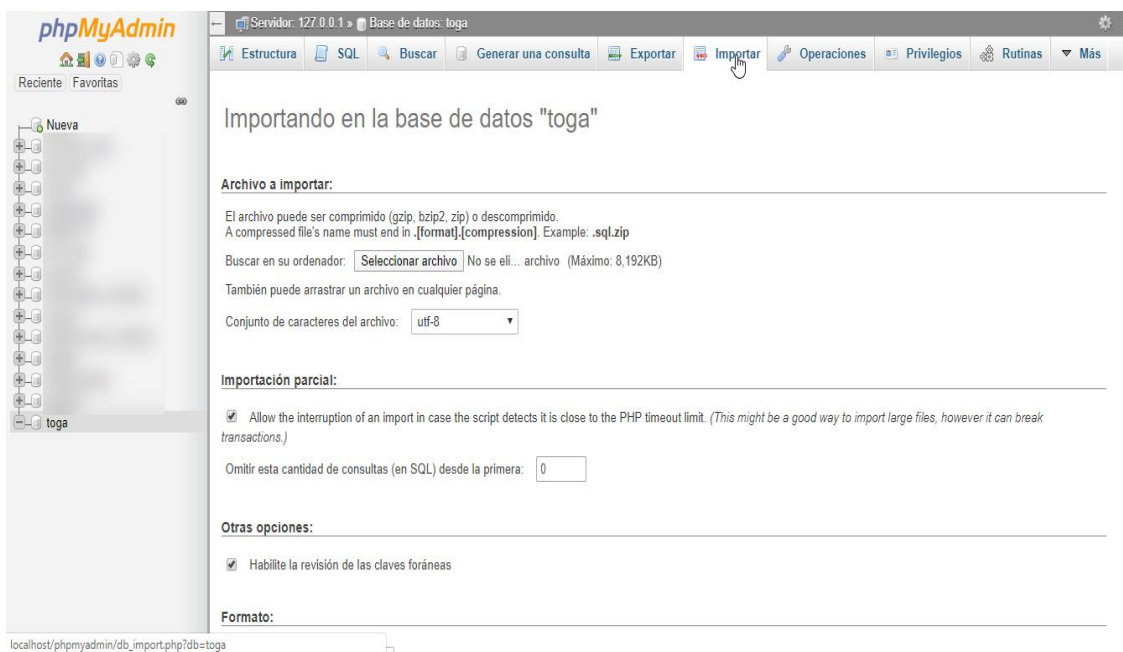 phpMyAdmin
Reciente Favoritas
Nueva
toga
Servidor: 127.0.0.1 » Base de datos: toga
Estructura SQL Buscar Generar una consulta Exportar Importar Operaciones Privilegios Rutinas Más
Importando en la base de datos "toga"
Archivo a importar:
El archivo puede ser comprimido (gzip, bzip2, zip) o descomprimido.
A compressed file's name must end in .[format].[compression]. Example: .sql.zip
Buscar en su ordenador: Seleccionar archivo No se eli... archivo (Máximo: 8,192KB)
También puede arrastrar un archivo en cualquier página.
Conjunto de caracteres del archivo: utf-8
Importación parcial:
Allow the interruption of an import in case the script detects it is close to the PHP timeout limit. (This might be a good way to import large files, however it can break
transactions.)
Omitir esta cantidad de consultas (en SQL) desde la primera: 0
Otras opciones:
Habilite la revisión de las claves foráneas
Formato:
localhost/phpmyadmin/db_import.php?db=toga